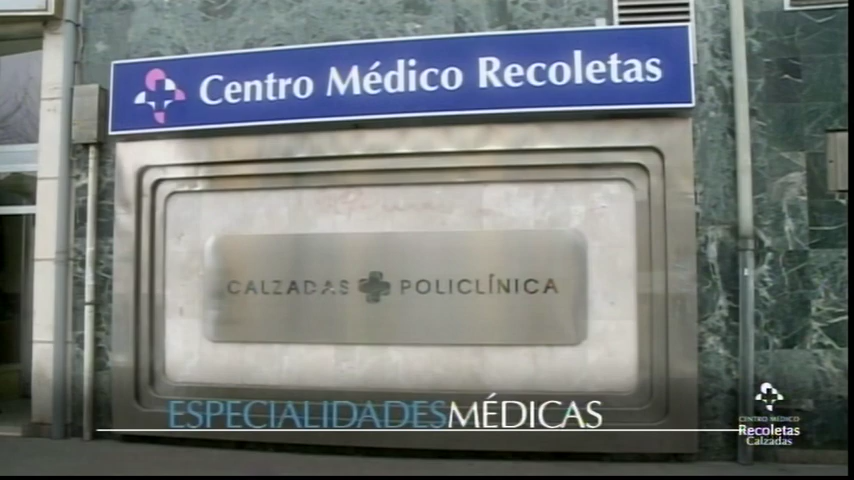 Centro Médico Recoletas
CALZADAS POLICLÍNICA
ESPECIALIDADESMÉDICAS
CENTRO MÉDICO
Recoletas
Calzadas